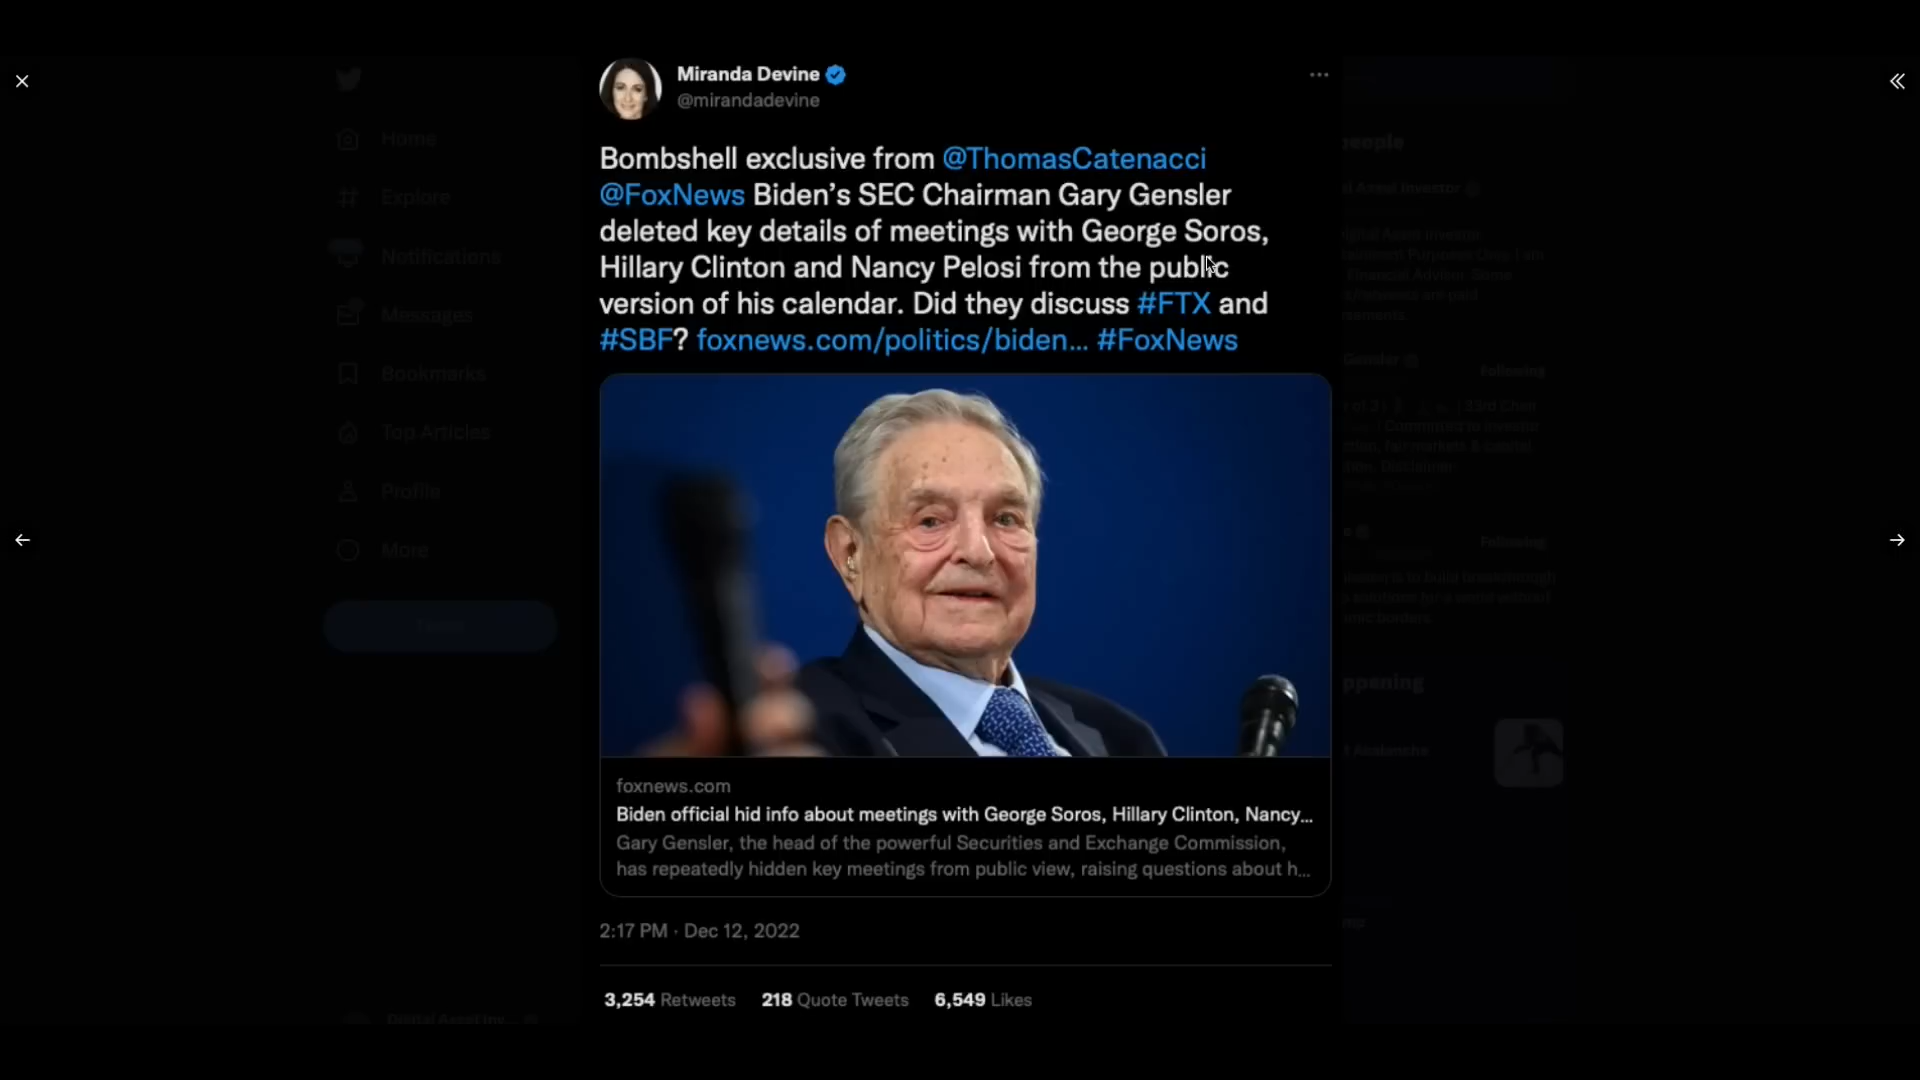 Miranda Devine
@mirandadevine
Bombshell exclusive from @ThomasCatenacci
@FoxNews Biden's SEC Chairman Gary Gensler
deleted key details of meetings with George Soros,
Hillary Clinton and Nancy Pelosi from the public
version of his calendar. Did they discuss #FTX and
#SBF? foxnews.com/politics/biden... #FoxNews
foxnews.com
Biden official hid info about meetings with George Soros, Hillary Clinton, Nancy...
Gary Gensler, the head of the powerful Securities and Exchange Commission,
has repeatedly hidden key meetings from public view, raising questions about h...
2:17 PM · Dec 12, 2022
3,254 Retweets 218 Quote Tweets 6,549 Likes
Home
Explore
Notifications
Messages
Bookmarks
Top Articles
Profile
More
people
Following
Following
ppening
Avalanche